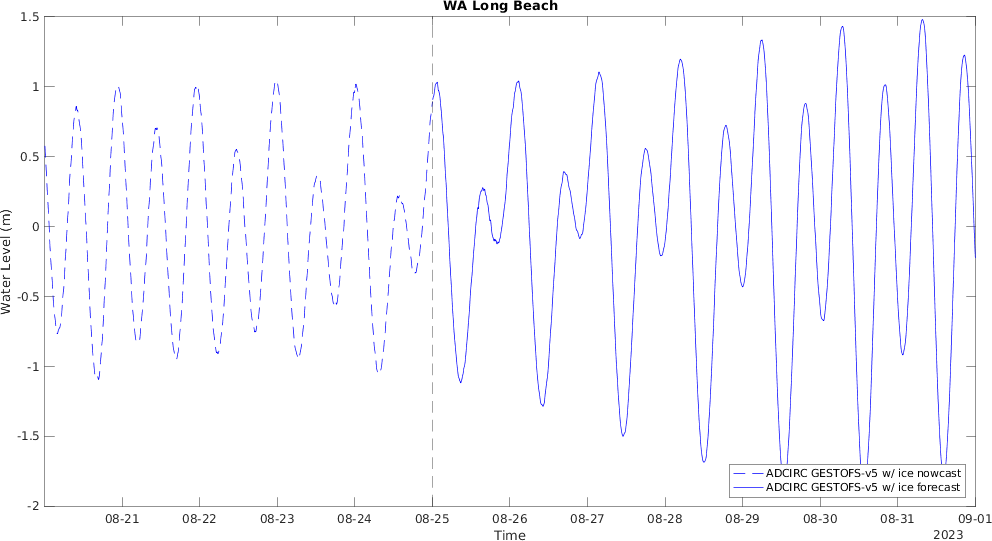 WA Long Beach
1.5
1
0.5
0
-0.5
-1
-1.5
-2
Water Level (m)
ADCIRC GESTOFS-v5 w/ ice nowcast
ADCIRC GESTOFS-v5 w/ ice forecast
08-21 08-22 08-23 08-24 08-25 08-26 08-27 08-28 08-29 08-30 08-31 09-01
Time
2023